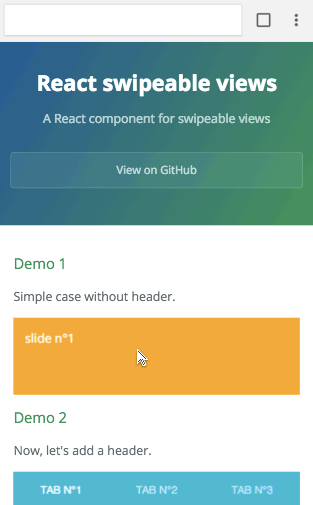 React swipeable views
A React component for swipeable views
View on GitHub
Demo 1
Simple case without header.
slide n°1
Demo 2
Now, let's add a header.
TAB N°1 TAB N°2 TAB N°3